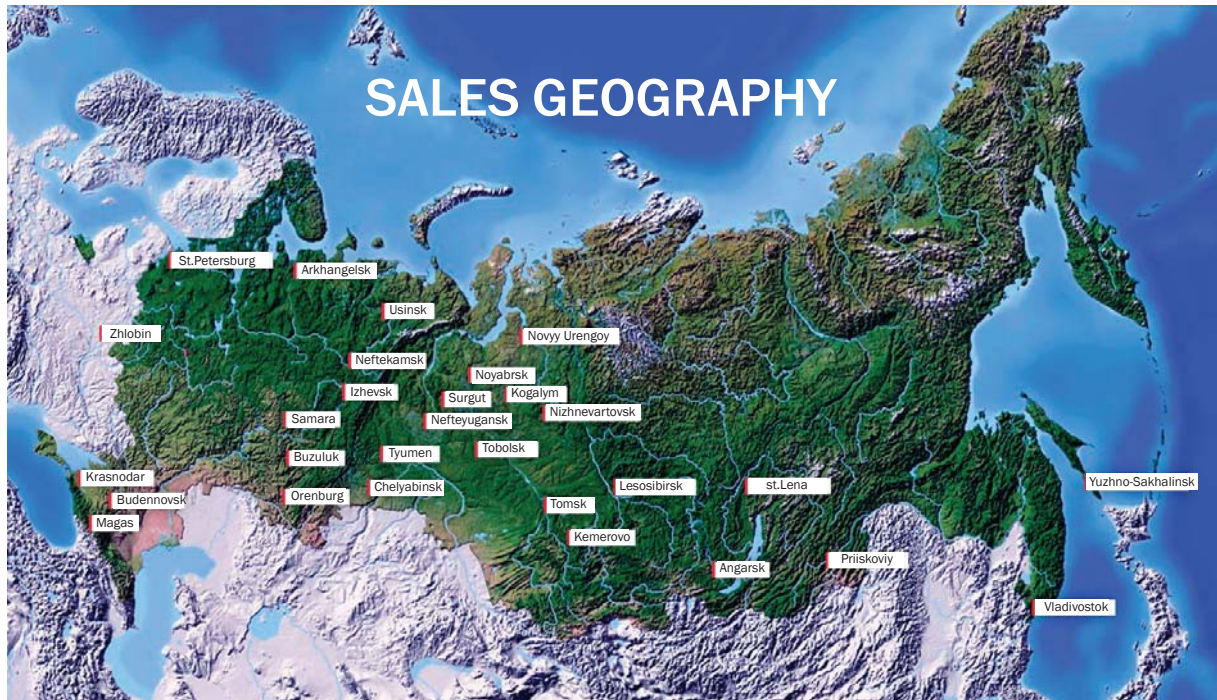 SALES GEOGRAPHY
St.Petersburg
Arkhangelsk
Usinsk
Zhlobin
Novyy Urengoy
Neftekamsk
Noyabrsk
Izhevsk
Surgut
Kogalym
Nizhnevartovsk
Samara
Nefteyugansk
Buzuluk
Tyumen
Tobolsk
Krasnodar
Chelyabinsk
Lesosibirsk
st.Lena
Yuzhno-Sakhalinsk
Budennovsk
Orenburg
Tomsk
Magas
Kemerovo
Angarsk
Priiskoviy
Vladivostok